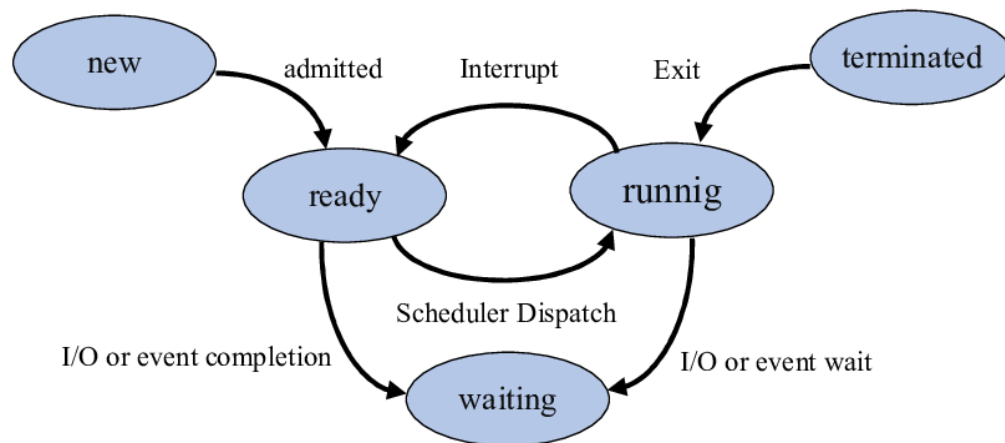 new
admitted
Interrupt
Exit
terminated
ready
runnig
Scheduler Dispatch
I/O or event completion
waiting
I/O or event wait